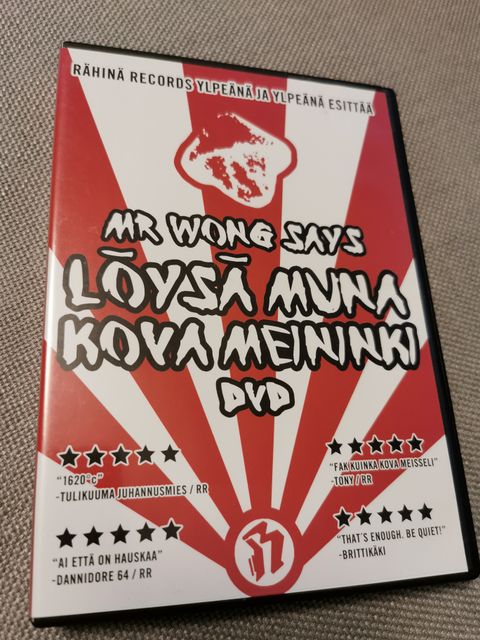 RÄHINÄ RECORDS YLPEÄNÄ JA YLPEÄNÄ ESITTÄÄ
MR WONG SAYS
LÖYSÄ MUNA
KOVA MEININKI
DVD
"1620°c"
-TULIKUUMA JUHANNUSMIES / RR
"FAK KUINKA KOVA MEISSELI"
-TONY / RR
"AI ETTÄ ON HAUSKAA"
-DANNIDORE 64 / RR
"THAT'S ENOUGH. BE QUIET!"
-BRITTIKÄKI
R